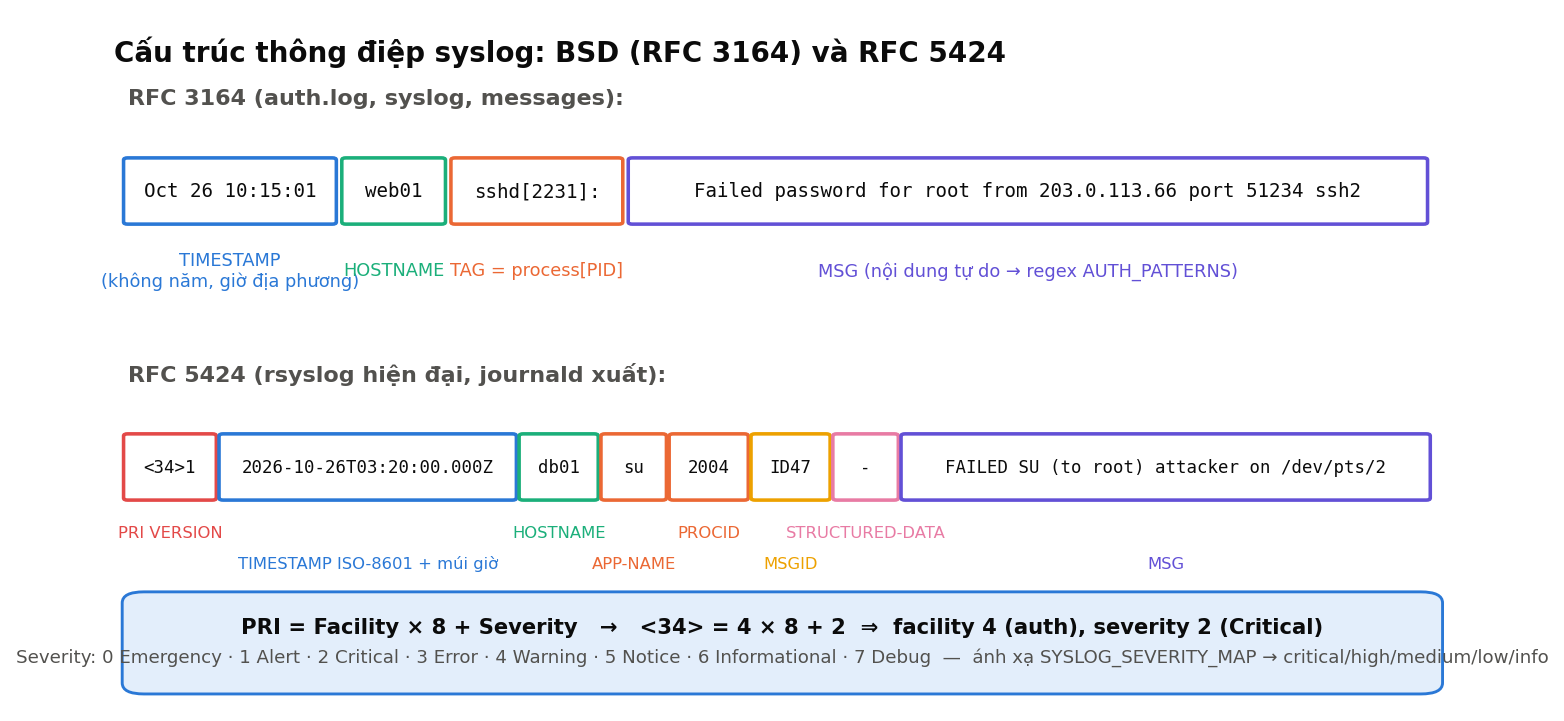 Cấu trúc thông điệp syslog: BSD (RFC 3164) và RFC 5424
RFC 3164 (auth.log, syslog, messages):
Oct 26 10:15:01 web01 sshd[2231]: Failed password for root from 203.0.113.66 port 51234 ssh2
TIMESTAMP
(không năm, giờ địa phương)
HOSTNAME
TAG = process[PID]
MSG (nội dung tự do → regex AUTH_PATTERNS)
RFC 5424 (rsyslog hiện đại, journald xuất):
<34>1 2026-10-26T03:20:00.000Z db01 su 2004 ID47 - FAILED SU (to root) attacker on /dev/pts/2
PRI VERSION HOSTNAME PROCID STRUCTURED-DATA
TIMESTAMP ISO-8601 + múi giờ APP-NAME MSGID MSG
PRI = Facility × 8 + Severity → <34> = 4 × 8 + 2 ⇒ facility 4 (auth), severity 2 (Critical)
Severity: 0 Emergency · 1 Alert · 2 Critical · 3 Error · 4 Warning · 5 Notice · 6 Informational · 7 Debug — ánh xạ SYSLOG_SEVERITY_MAP → critical/high/medium/low/info